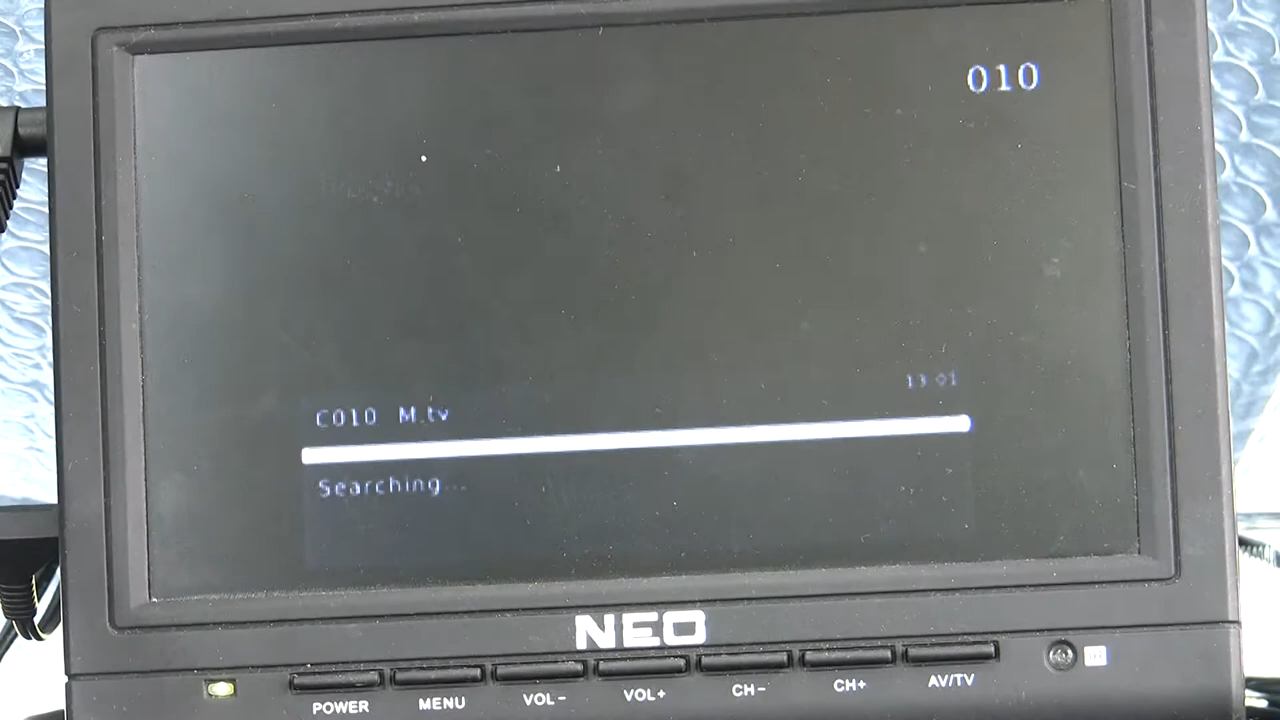 010
13:01
C010 M.tv
Searching...
NEO
POWER
MENU
VOL-
VOL+
CH-
CH+
AV/TV